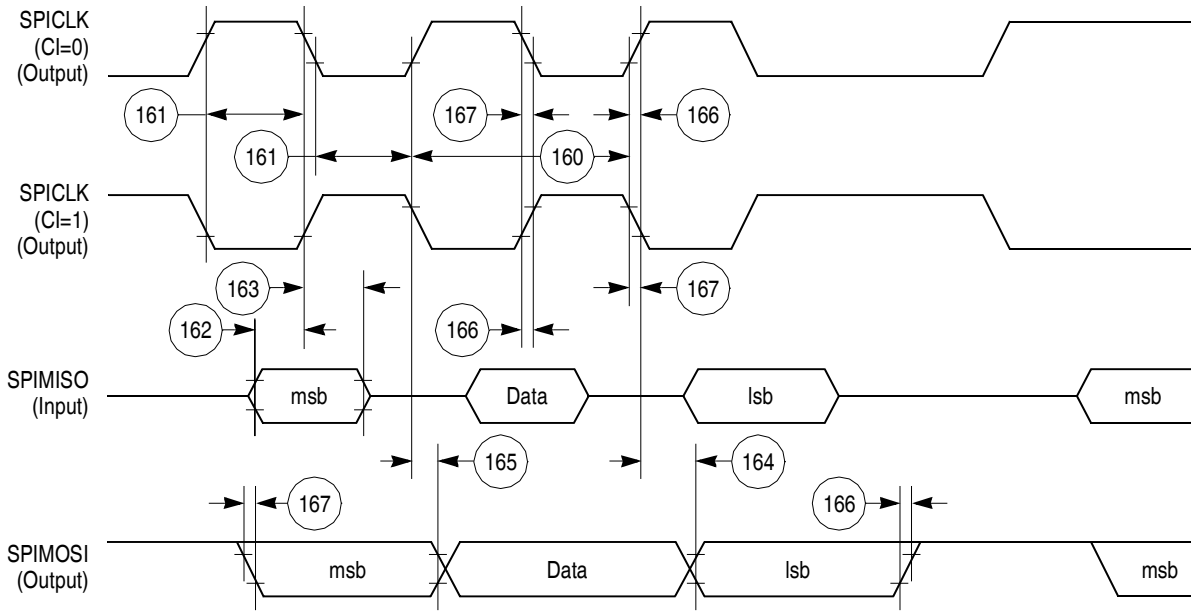 SPICLK
(CI=0)
(Output)
161
167
166
161
160
SPICLK
(CI=1)
(Output)
163
167
162
166
SPIMISO
(Input)
msb
Data
lsb
msb
165
164
167
166
SPIMOSI
(Output)
msb
Data
lsb
msb